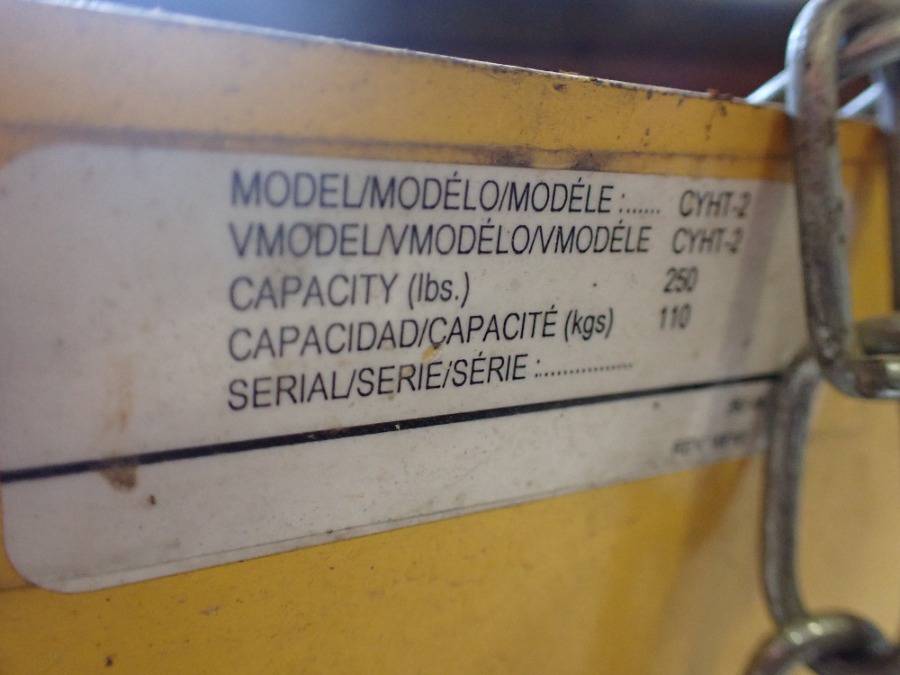 MODEL/MODÉLO/MODÉLE :...... CYHT-2
VMODEL/VMODÉLO/VMODÉLE CYHT-2
CAPACITY (lbs.) 250
CAPACIDAD/CAPACITÉ (kgs) 110
SERIAL/SERIE/SÉRIE :...............